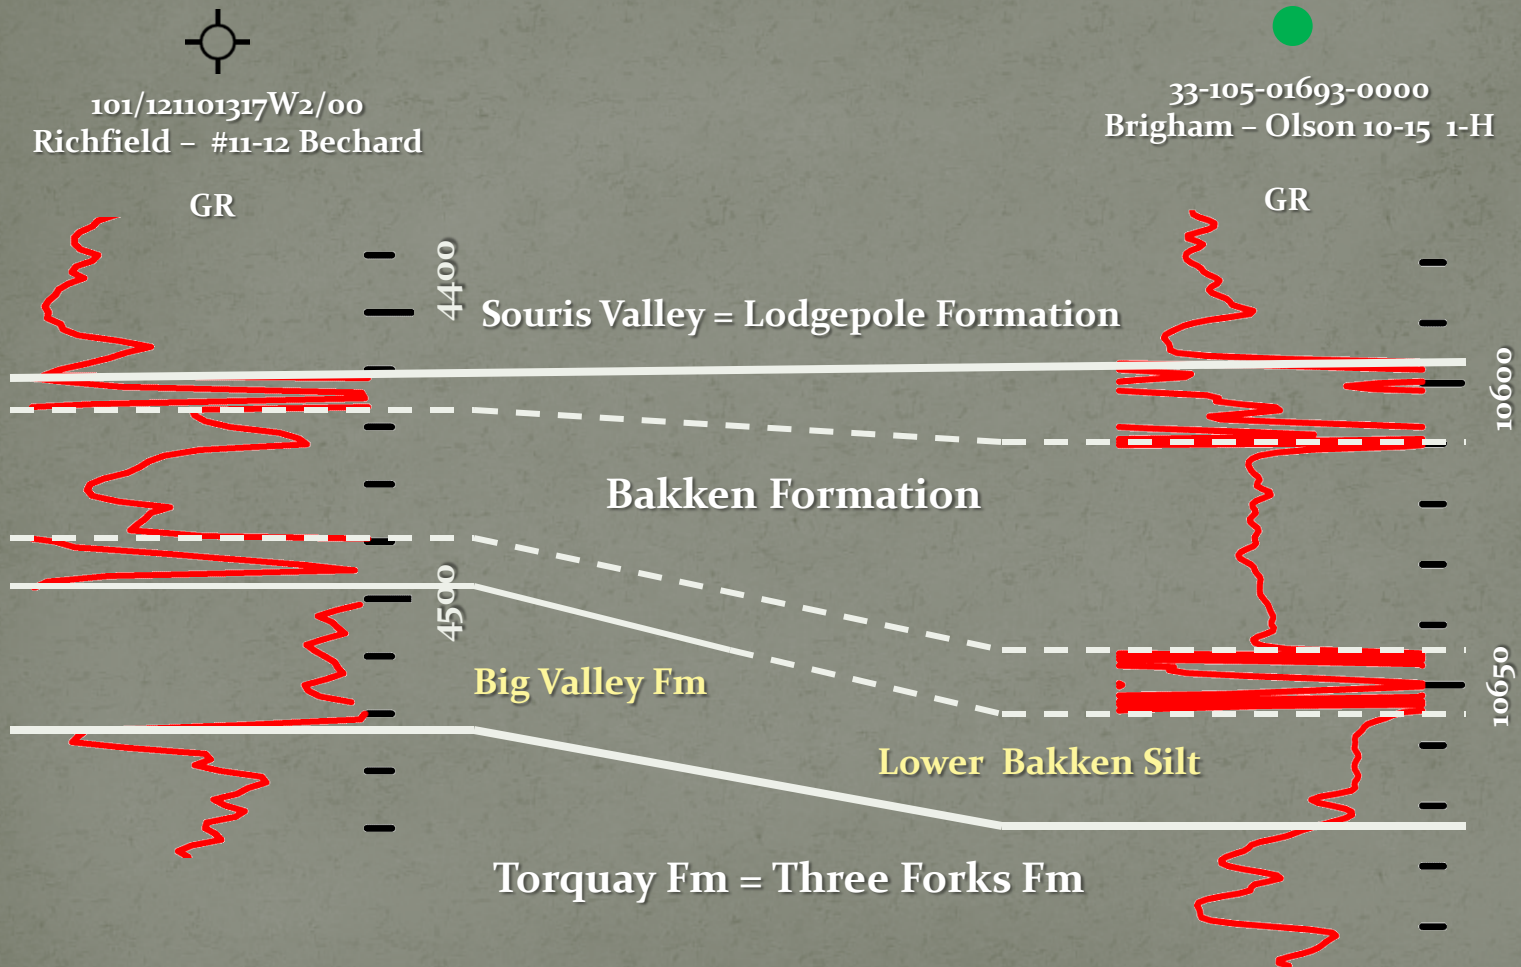 101/121101317W2/00
Richfield – #11-12 Bechard
GR
33-105-01693-0000
Brigham – Olson 10-15 1-H
GR
4400
Souris Valley = Lodgepole Formation
10600
Bakken Formation
4500
Big Valley Fm
10650
Lower Bakken Silt
Torquay Fm = Three Forks Fm